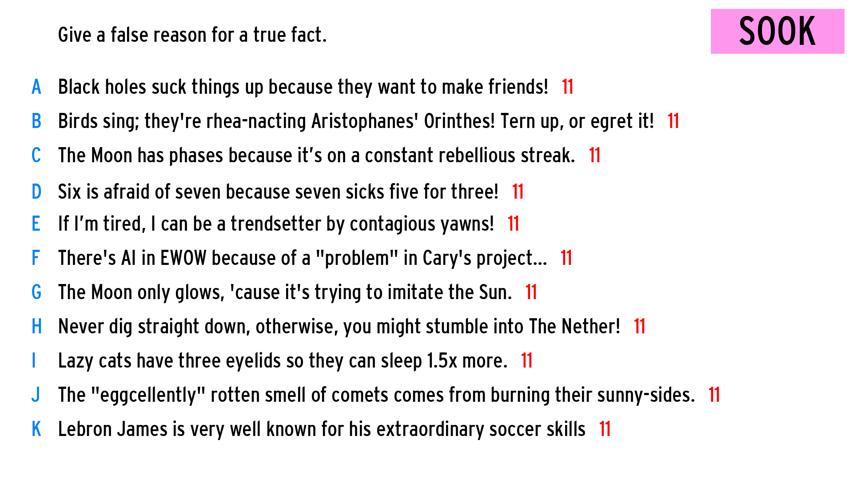 Give a false reason for a true fact.
SOOK
A Black holes suck things up because they want to make friends! 11
B Birds sing; they're rhea-nacting Aristophanes' Orinthes! Tern up, or egret it! 11
C The Moon has phases because it’s on a constant rebellious streak. 11
D Six is afraid of seven because seven sicks five for three! 11
E If I’m tired, I can be a trendsetter by contagious yawns! 11
F There's AI in EWOW because of a "problem" in Cary's project... 11
G The Moon only glows, 'cause it's trying to imitate the Sun. 11
H Never dig straight down, otherwise, you might stumble into The Nether! 11
I Lazy cats have three eyelids so they can sleep 1.5x more. 11
J The "eggcellently" rotten smell of comets comes from burning their sunny-sides. 11
K Lebron James is very well known for his extraordinary soccer skills 11